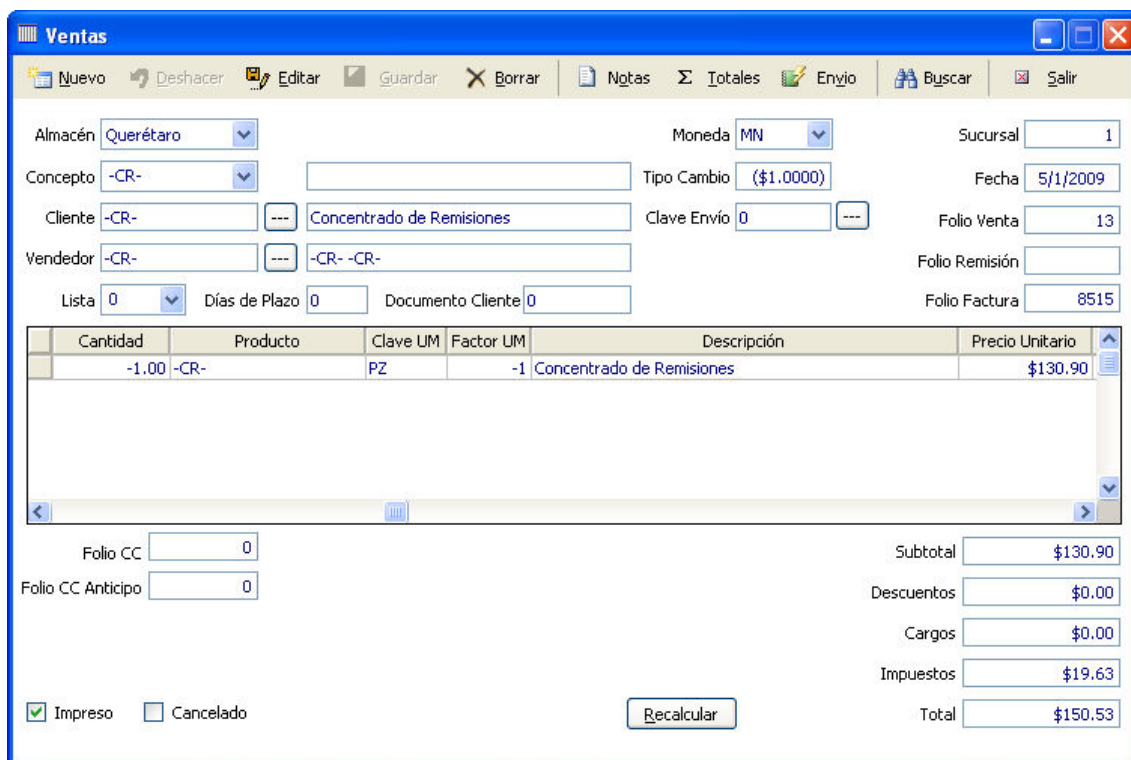 Ventas
Nuevo Deshacer Editar Guardar Borrar Notas Σ Totales Envio Buscar Salir
Almacén Querétaro Moneda MN Sucursal 1
Concepto -CR- Tipo Cambio ($1.0000) Fecha 5/1/2009
Cliente -CR- --- Concentrado de Remisiones Clave Envío 0 --- Folio Venta 13
Vendedor -CR- --- -CR- -CR- Folio Remisión
Lista 0 Días de Plazo 0 Documento Cliente 0 Folio Factura 8515
Cantidad Producto Clave UM Factor UM Descripción Precio Unitario
-1.00 -CR- PZ -1 Concentrado de Remisiones $130.90
Folio CC 0 Subtotal $130.90
Folio CC Anticipo 0 Descuentos $0.00
Cargos $0.00
Impuestos $19.63
Impreso Cancelado Recalcular Total $150.53